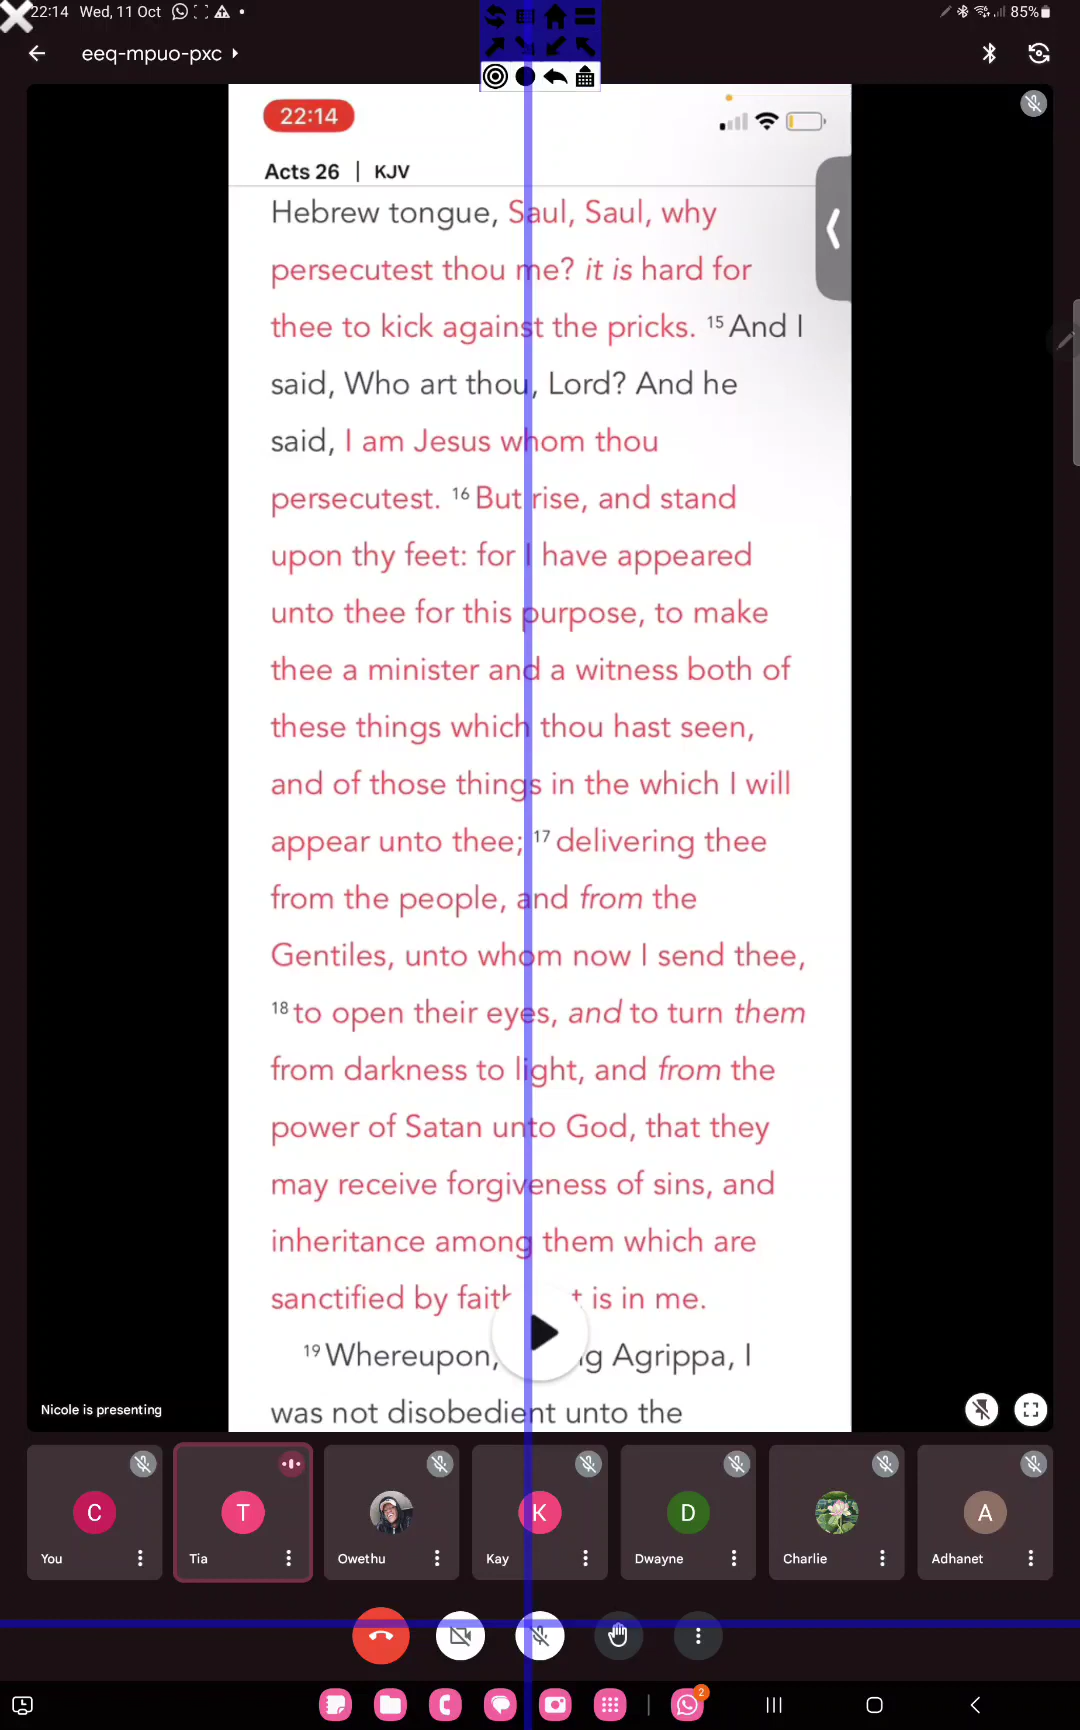 22:14 Wed, 11 Oct
85%
eeq-mpuo-pxc
22:14
Acts 26 | KJV
Hebrew tongue, Saul, Saul, why
persecutest thou me? it is hard for
thee to kick against the pricks. 15 And I
said, Who art thou, Lord? And he
said, I am Jesus whom thou
persecutest. 16 But rise, and stand
upon thy feet: for I have appeared
unto thee for this purpose, to make
thee a minister and a witness both of
these things which thou hast seen,
and of those things in the which I will
appear unto thee; 17 delivering thee
from the people, and from the
Gentiles, unto whom now I send thee,
18 to open their eyes, and to turn them
from darkness to light, and from the
power of Satan unto God, that they
may receive forgiveness of sins, and
inheritance among them which are
sanctified by is in me.
19 Whereupon, Agrippa, I
was not disobedient unto the
Nicole is presenting
C
T
K
D
A
You
Tia
Owethu
Kay
Dwayne
Charlie
Adhanet
2